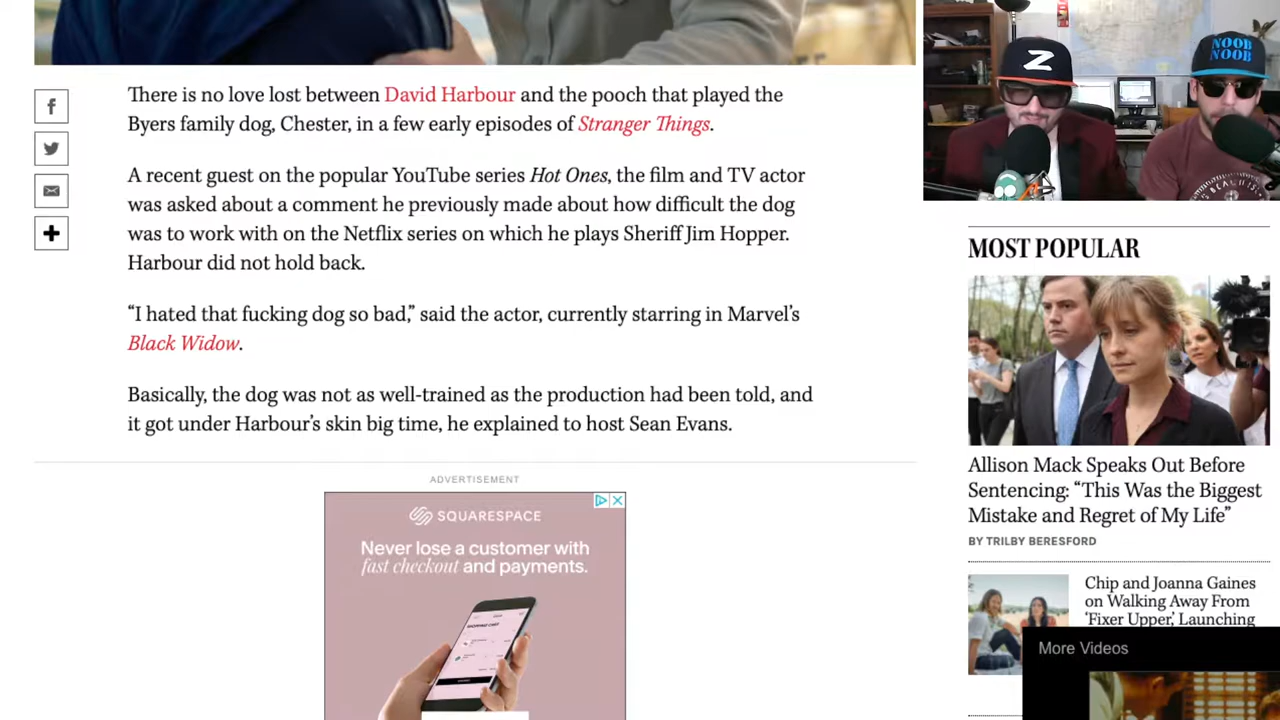 There is no love lost between David Harbour and the pooch that played the
Byers family dog, Chester, in a few early episodes of Stranger Things.
A recent guest on the popular YouTube series Hot Ones, the film and TV actor
was asked about a comment he previously made about how difficult the dog
was to work with on the Netflix series on which he plays Sheriff Jim Hopper.
Harbour did not hold back.
“I hated that fucking dog so bad,” said the actor, currently starring in Marvel’s
Black Widow.
Basically, the dog was not as well-trained as the production had been told, and
it got under Harbour’s skin big time, he explained to host Sean Evans.
ADVERTISEMENT
SQUARESPACE
Never lose a customer with
fast checkout and payments.
Z
NOOB
NOOB
MOST POPULAR
Allison Mack Speaks Out Before
Sentencing: “This Was the Biggest
Mistake and Regret of My Life”
BY TRILBY BERESFORD
Chip and Joanna Gaines
on Walking Away From
‘Fixer Upper,’ Launching
More Videos